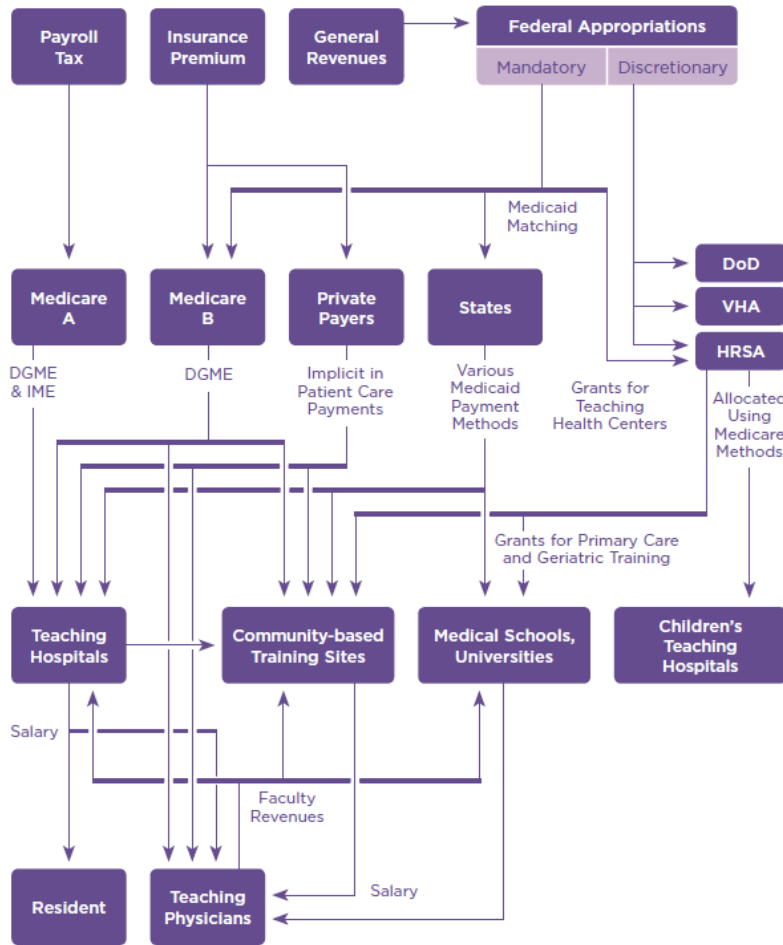 Payroll
Tax
Insurance
Premium
General
Revenues
Federal Appropriations
Mandatory
Discretionary
Medicaid
Matching
DoD
VHA
HRSA
Medicare
A
Medicare
B
Private
Payers
States
DGME
& IME
DGME
Implicit in
Patient Care
Payments
Various
Medicaid
Payment
Methods
Grants for
Teaching
Health Centers
Allocated
Using
Medicare
Methods
Grants for Primary Care
and Geriatric Training
Teaching
Hospitals
Community-based
Training Sites
Medical Schools,
Universities
Children's
Teaching
Hospitals
Salary
Faculty
Revenues
Resident
Teaching
Physicians
Salary